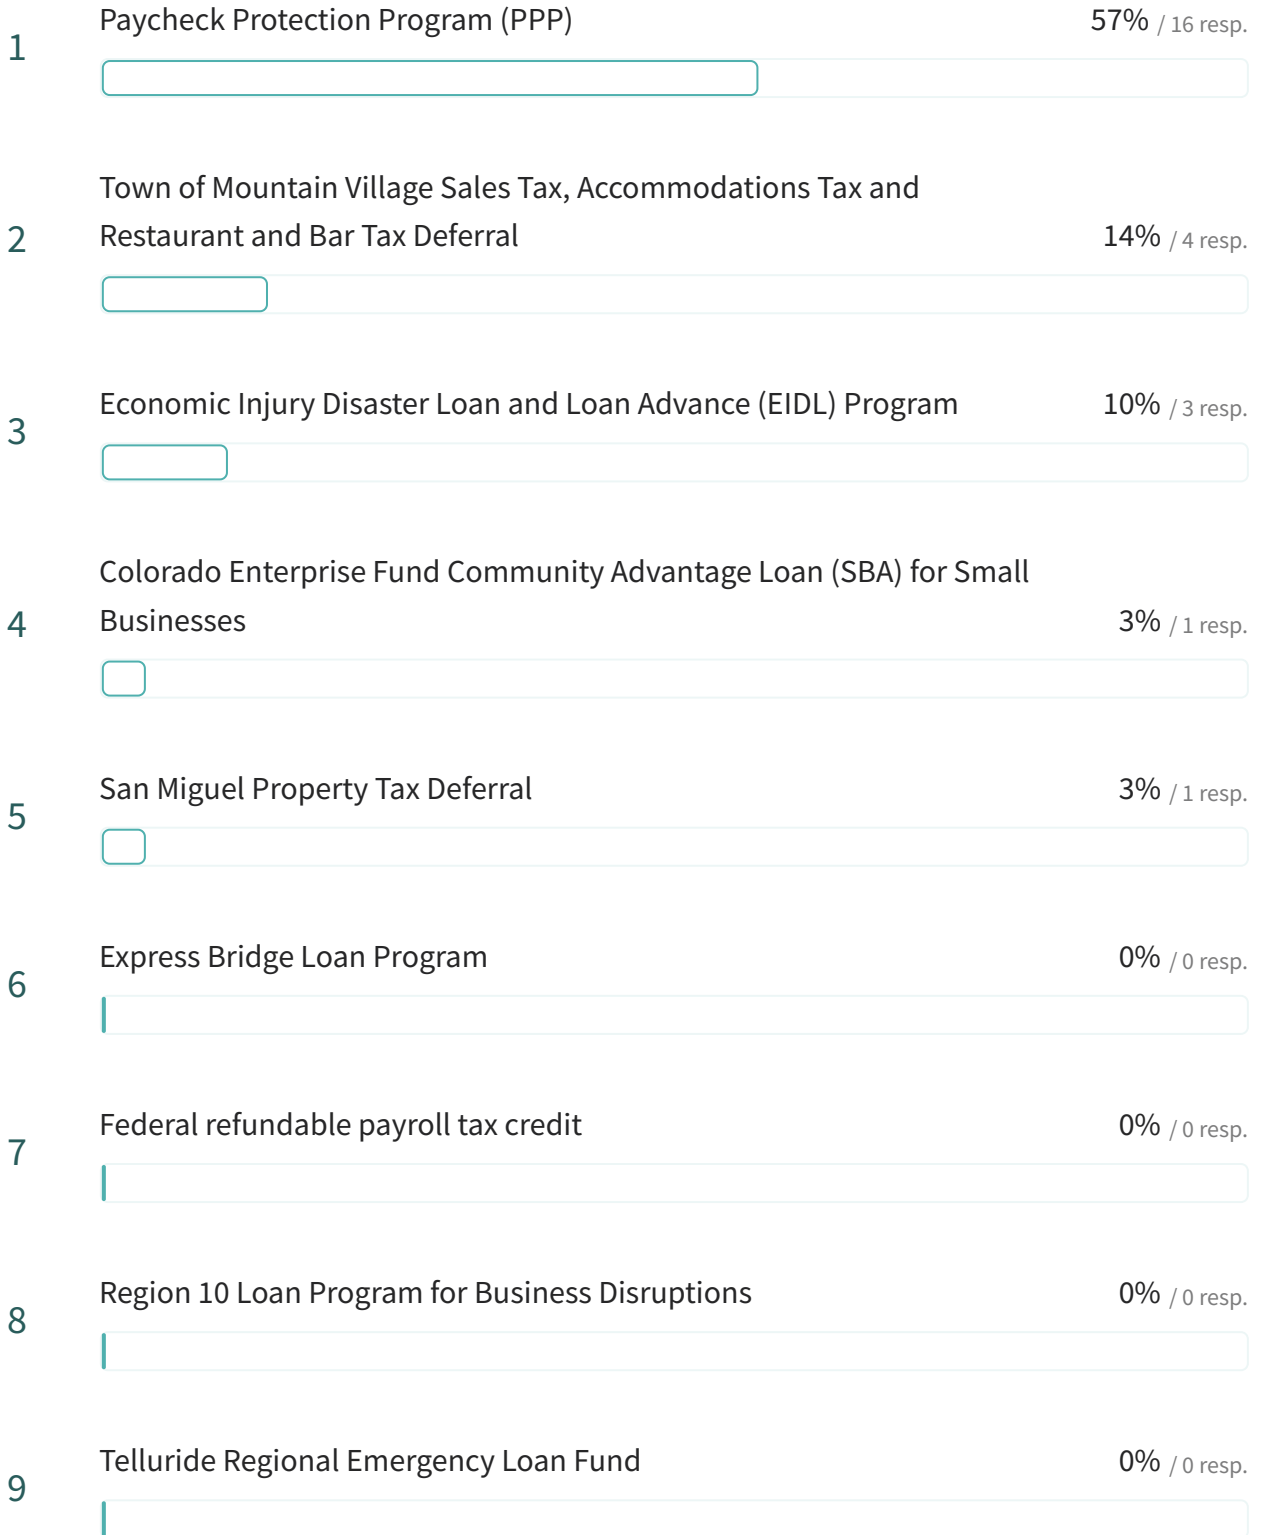 1
Paycheck Protection Program (PPP)
57% / 16 resp.
Town of Mountain Village Sales Tax, Accommodations Tax and
2
Restaurant and Bar Tax Deferral
14% / 4 resp.
3
Economic Injury Disaster Loan and Loan Advance (EIDL) Program
10% / 3 resp.
Colorado Enterprise Fund Community Advantage Loan (SBA) for Small
4
Businesses
3% / 1 resp.
5
San Miguel Property Tax Deferral
3% / 1 resp.
6
Express Bridge Loan Program
0% / 0 resp.
7
Federal refundable payroll tax credit
0% / 0 resp.
8
Region 10 Loan Program for Business Disruptions
0% / 0 resp.
9
Telluride Regional Emergency Loan Fund
0% / 0 resp.